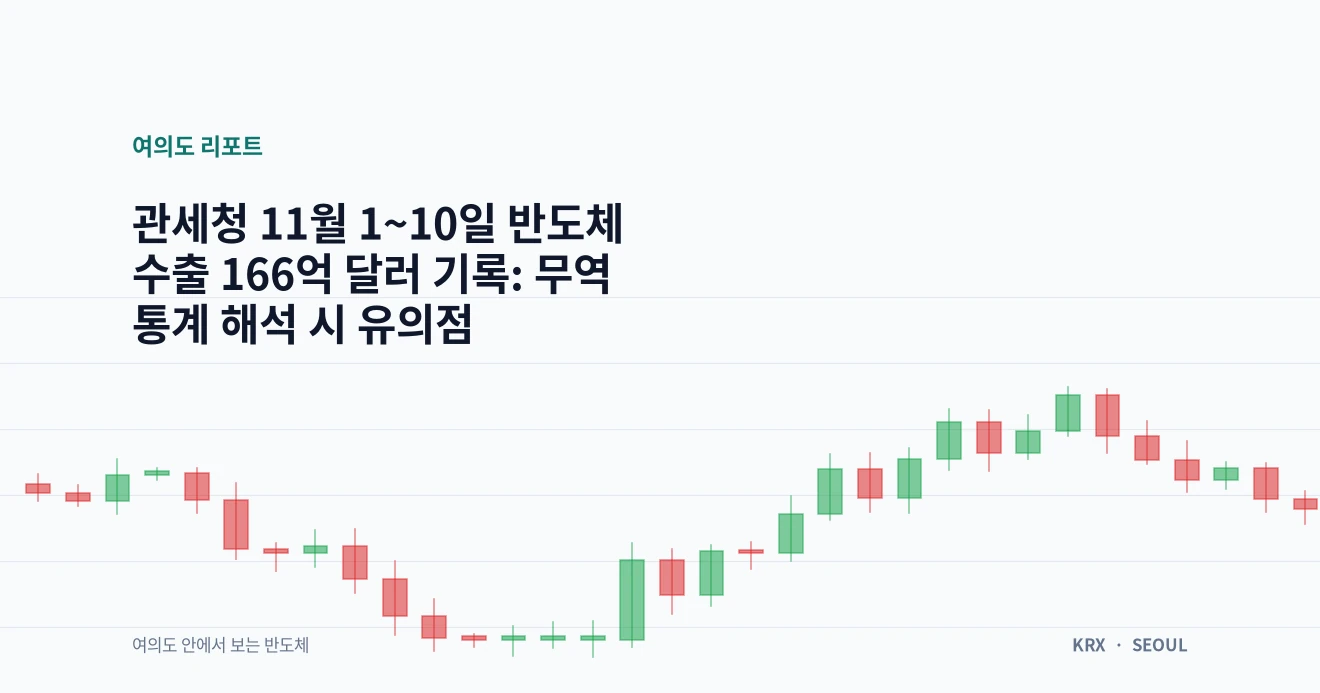 여의도 리포트
관세청 11월 1~10일 반도체
수출 166억 달러 기록: 무역
통계 해석 시 유의점
여의도 안에서 보는 반도체
KRX · SEOUL